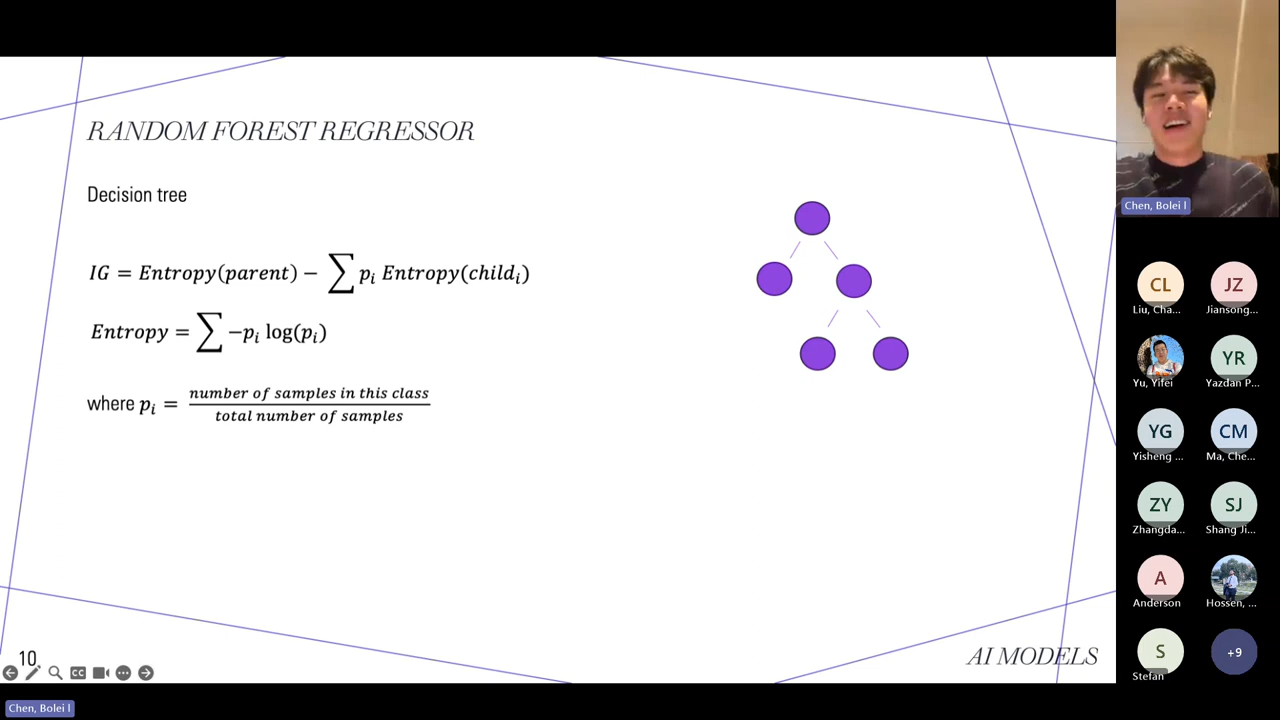 RANDOM FOREST REGRESSOR
Decision tree
IG = Entropy(parent) − ∑ pᵢ Entropy(childᵢ)
Entropy = ∑ −pᵢ log(pᵢ)
where pᵢ = number of samples in this class / total number of samples
10
CC
AI MODELS
Chen, Bolei I
Chen, Bolei I
CL
Liu, Cha...
JZ
Jiansong...
Yu, Yifei
YR
Yazdan P...
YG
Yisheng ...
CM
Ma, Che...
ZY
Zhangda...
SJ
Shang Ji...
A
Anderson
Hossen, ...
S
Stefan
+9